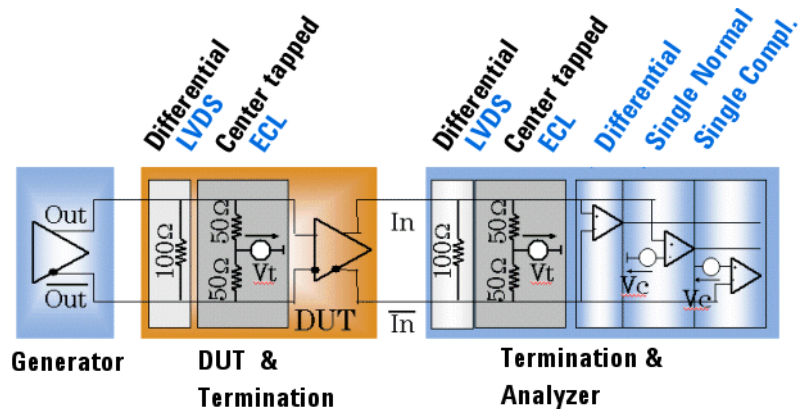 Differential
LVDS
Center tapped
ECL
Differential
LVDS
Center tapped
ECL
Differential
Single Normal
Single Compl.
Out
Out
100Ω
50Ω
50Ω
Vt
DUT
In
In
100Ω
50Ω
50Ω
Vt
Vc
Vc
Generator
DUT &
Termination
Termination &
Analyzer